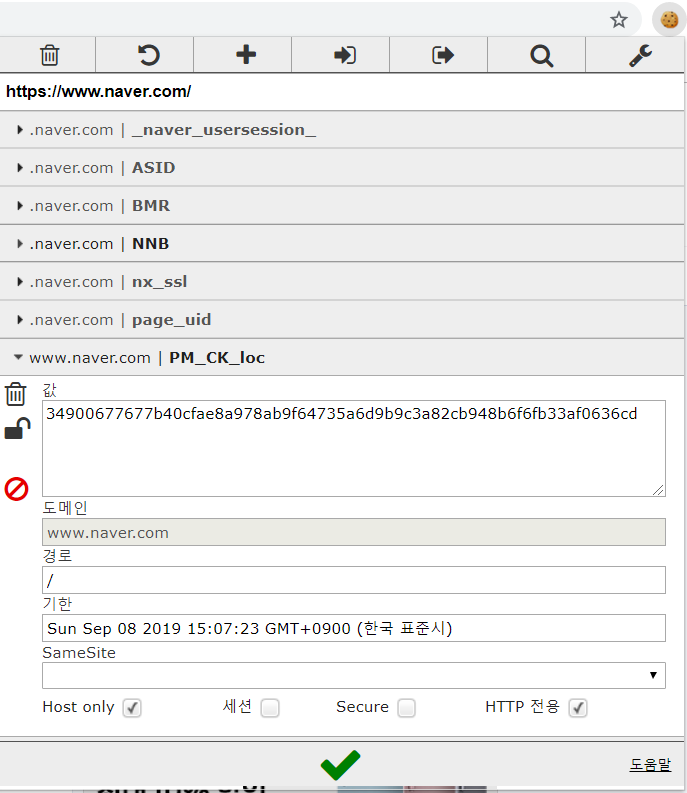 https://www.naver.com/
.naver.com | _naver_usersession_
.naver.com | ASID
.naver.com | BMR
.naver.com | NNB
.naver.com | nx_ssl
.naver.com | page_uid
www.naver.com | PM_CK_loc
값
34900677677b40cfae8a978ab9f64735a6d9b9c3a82cb948b6f6fb33af0636cd
도메인
www.naver.com
경로
/
기한
Sun Sep 08 2019 15:07:23 GMT+0900 (한국 표준시)
SameSite
Host only 세션 Secure HTTP 전용
도움말